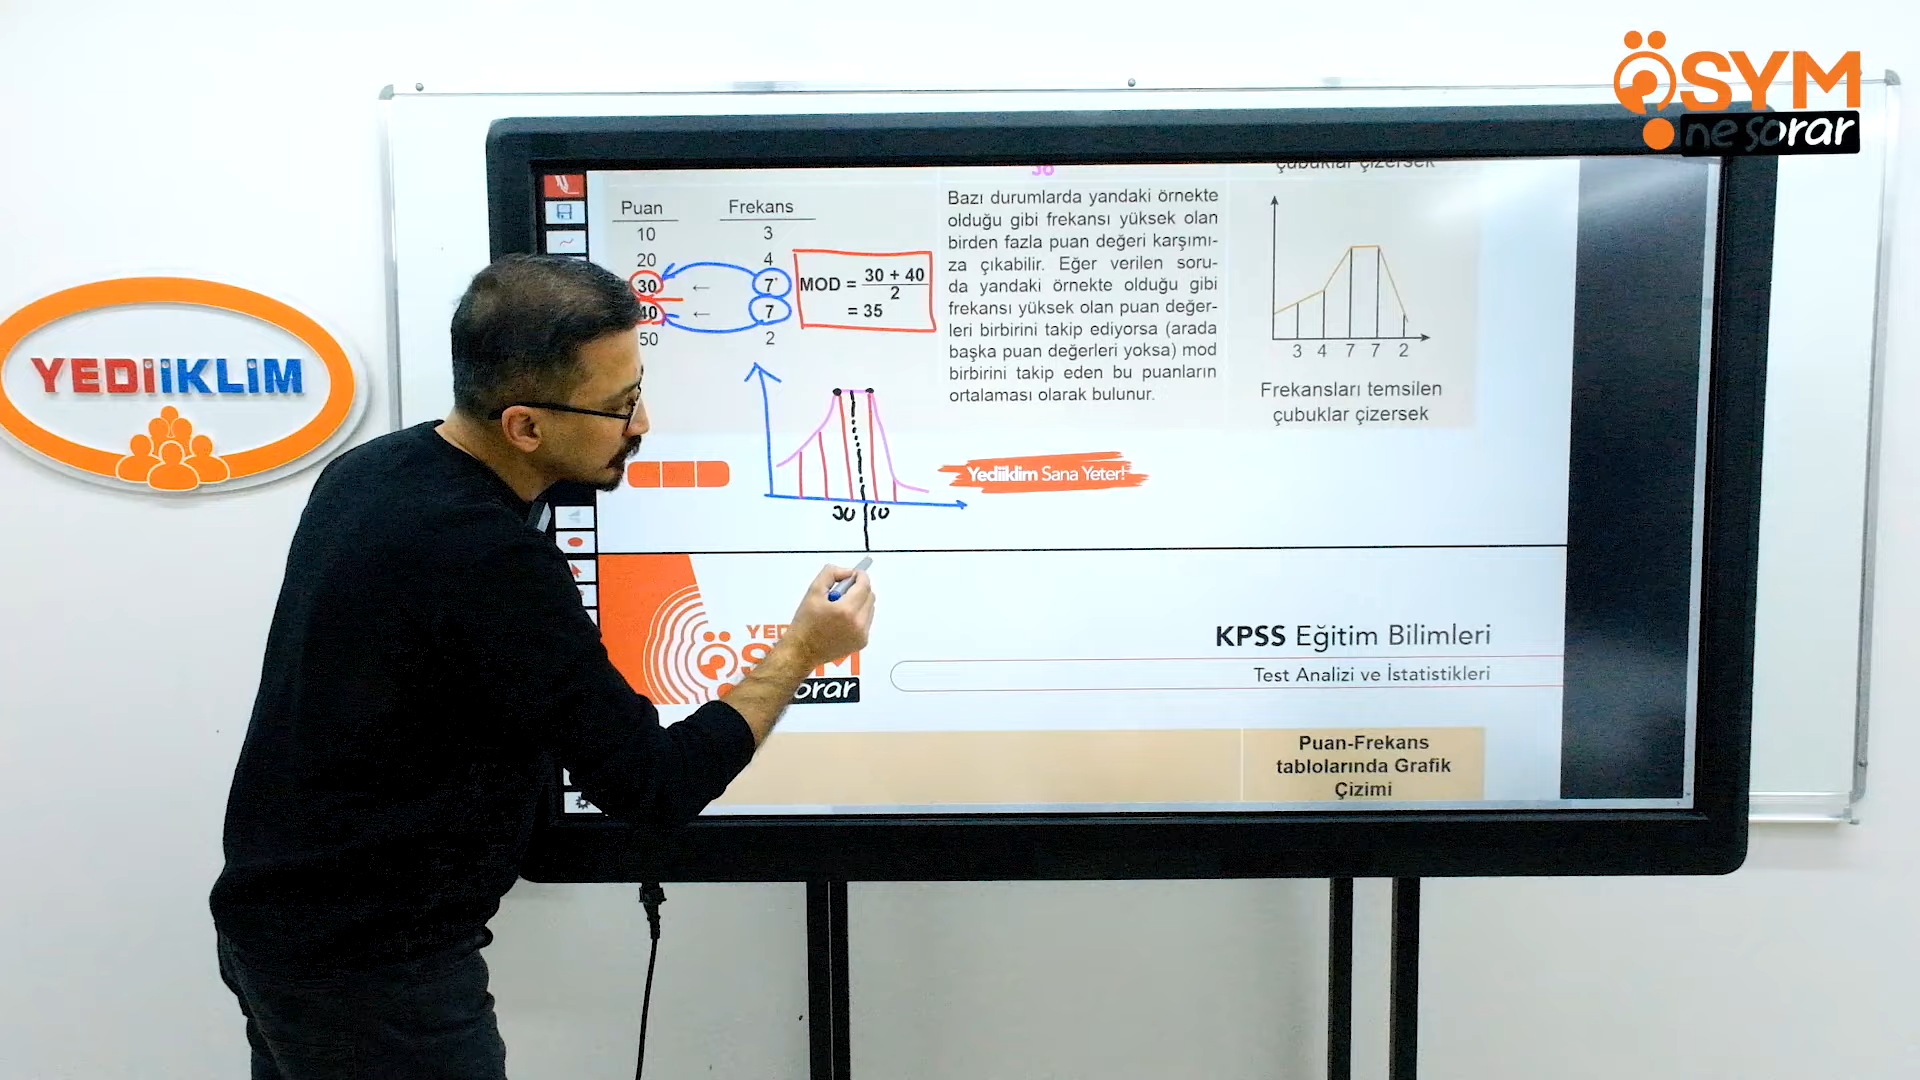 ÖSYM
ne sorar
YEDİİKLİM
38
çubuklar çizersek
Puan Frekans
10 3
20 4
30 ← 7
40 ← 7
50 2
MOD = 30 + 40
2
= 35
Bazı durumlarda yandaki örnekte
olduğu gibi frekansı yüksek olan
birden fazla puan değeri karşımı-
za çıkabilir. Eğer verilen soru-
da yandaki örnekte olduğu gibi
frekansı yüksek olan puan değer-
leri birbirini takip ediyorsa (arada
başka puan değerleri yoksa) mod
birbirini takip eden bu puanların
ortalaması olarak bulunur.
3 4 7 7 2
Frekansları temsilen
çubuklar çizersek
Yediiklim Sana Yeter!
30 40
KPSS Eğitim Bilimleri
Test Analizi ve İstatistikleri
Puan-Frekans
tablolarında Grafik
Çizimi